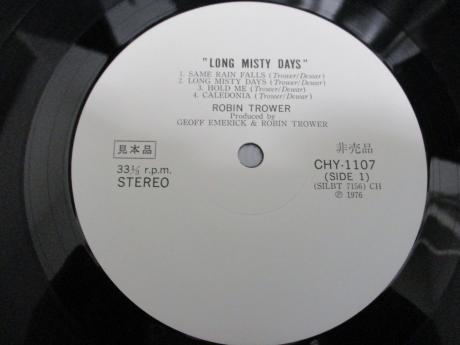 "LONG MISTY DAYS"
1. SAME RAIN FALLS (Trower/Dewar)
2. LONG MISTY DAYS (Trower/Dewar)
3. HOLD ME (Trower/Dewar)
4. CALEDONIA (Trower/Dewar)
ROBIN TROWER
Produced by
GEOFF EMERICK & ROBIN TROWER
見本品
33 1/3 r.p.m.
STEREO
非売品
CHY-1107
(SIDE 1)
(SILBT 7156) CH
Ⓟ 1976